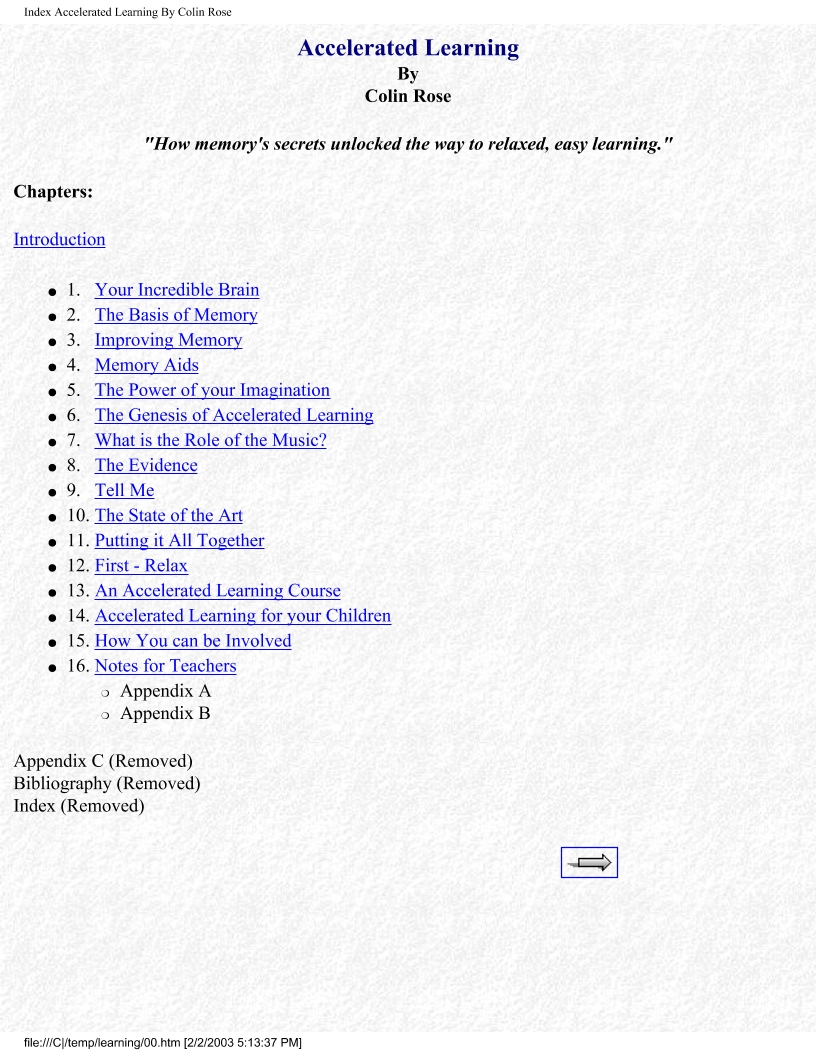 Index Accelerated Learning By Colin Rose
Accelerated Learning
By
Colin Rose
"How memory's secrets unlocked the way to relaxed, easy learning."
Chapters:
Introduction
● 1. Your Incredible Brain
● 2. The Basis of Memory
● 3. Improving Memory
● 4. Memory Aids
● 5. The Power of your Imagination
● 6. The Genesis of Accelerated Learning
● 7. What is the Role of the Music?
● 8. The Evidence
● 9. Tell Me
● 10. The State of the Art
● 11. Putting it All Together
● 12. First - Relax
● 13. An Accelerated Learning Course
● 14. Accelerated Learning for your Children
● 15. How You can be Involved
● 16. Notes for Teachers
❍ Appendix A
❍ Appendix B
Appendix C (Removed)
Bibliography (Removed)
Index (Removed)
file:///C|/temp/learning/00.htm [2/2/2003 5:13:37 PM]